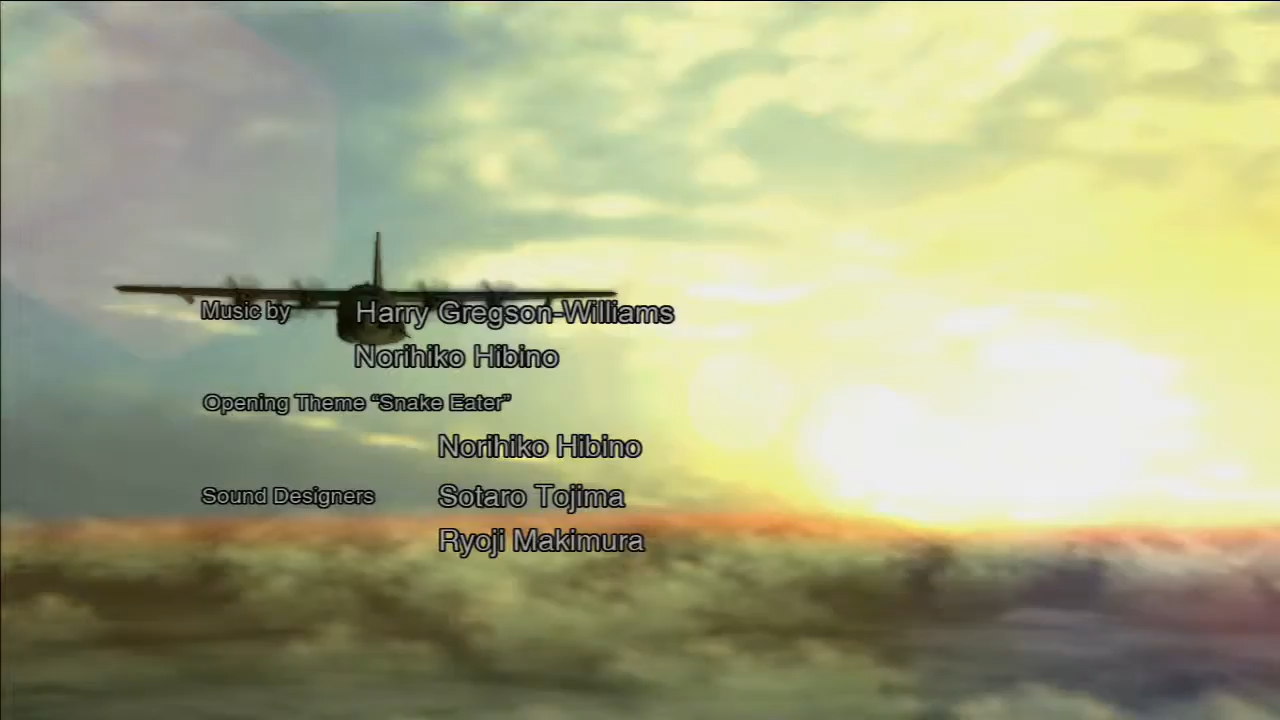 Music by Harry Gregson-Williams
Norihiko Hibino
Opening Theme “Snake Eater”
Norihiko Hibino
Sound Designers Sotaro Tojima
Ryoji Makimura